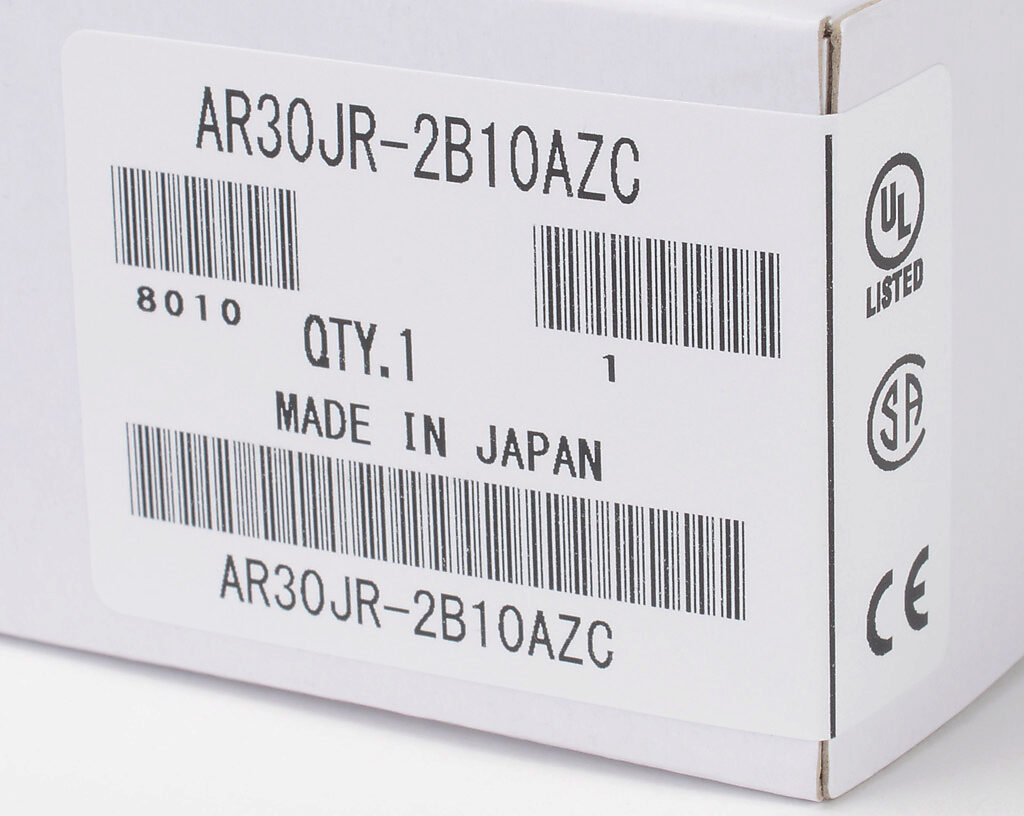 AR30JR-2B10AZC
8010
QTY.1
1
MADE IN JAPAN
AR30JR-2B10AZC
UL
LISTED
SA
CE